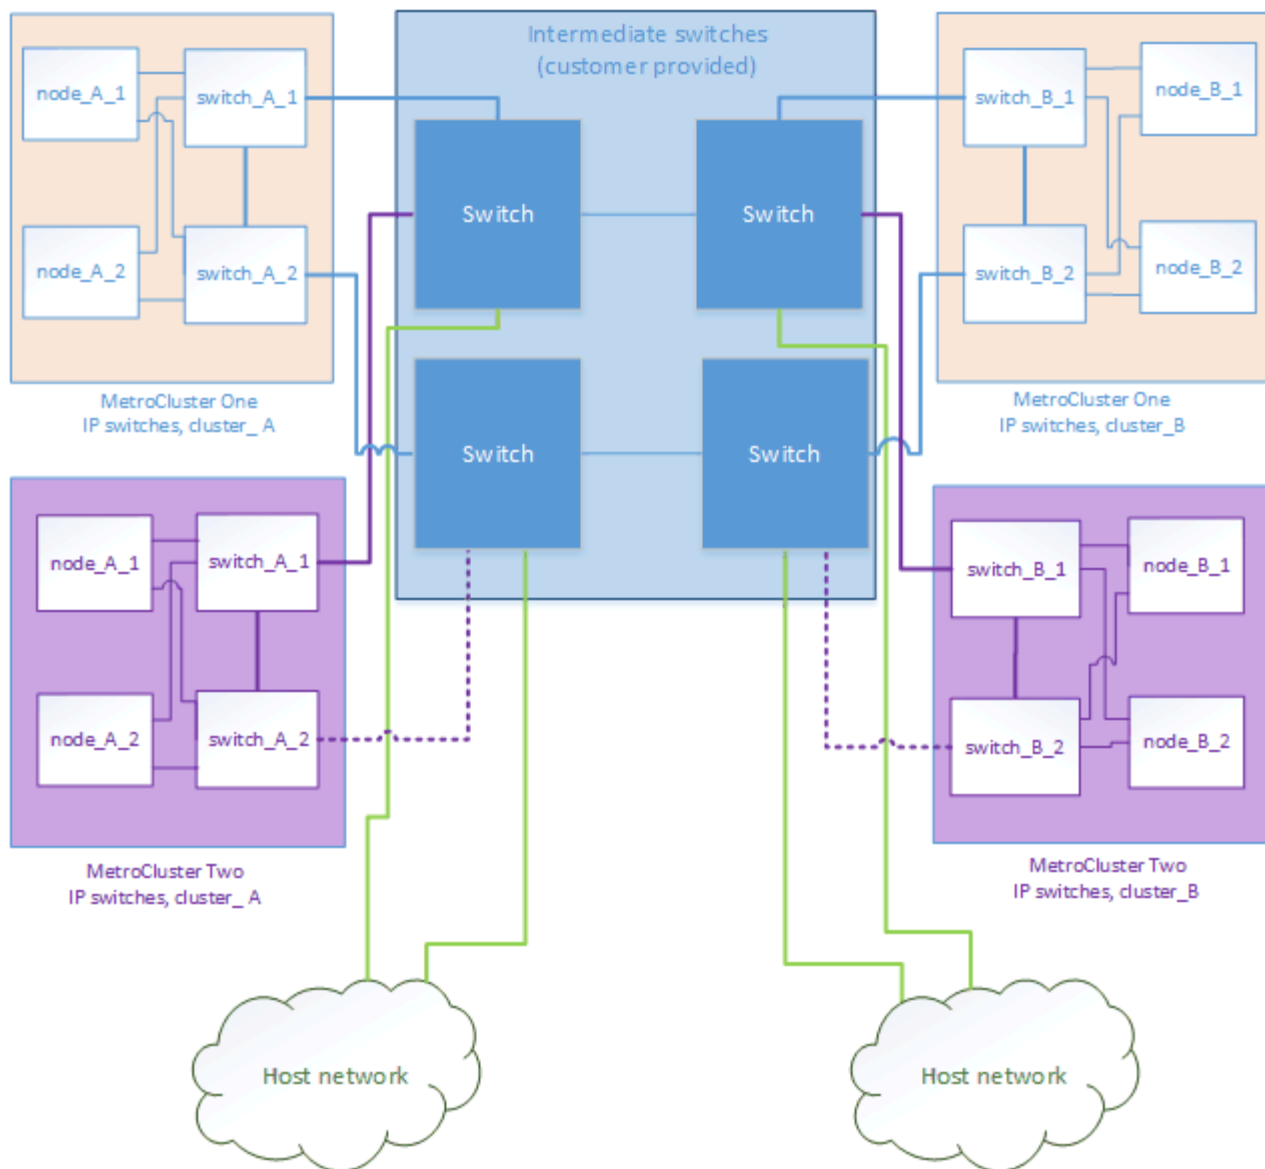 Intermediate switches
(customer provided)
node_A_1
switch_A_1
node_A_2
switch_A_2
MetroCluster One
IP switches, cluster_ A
Switch
Switch
Switch
Switch
switch_B_1
node_B_1
switch_B_2
node_B_2
MetroCluster One
IP switches, cluster_B
node_A_1
switch_A_1
node_A_2
switch_A_2
MetroCluster Two
IP switches, cluster_ A
switch_B_1
node_B_1
switch_B_2
node_B_2
MetroCluster Two
IP switches, cluster_B
Host network
Host network